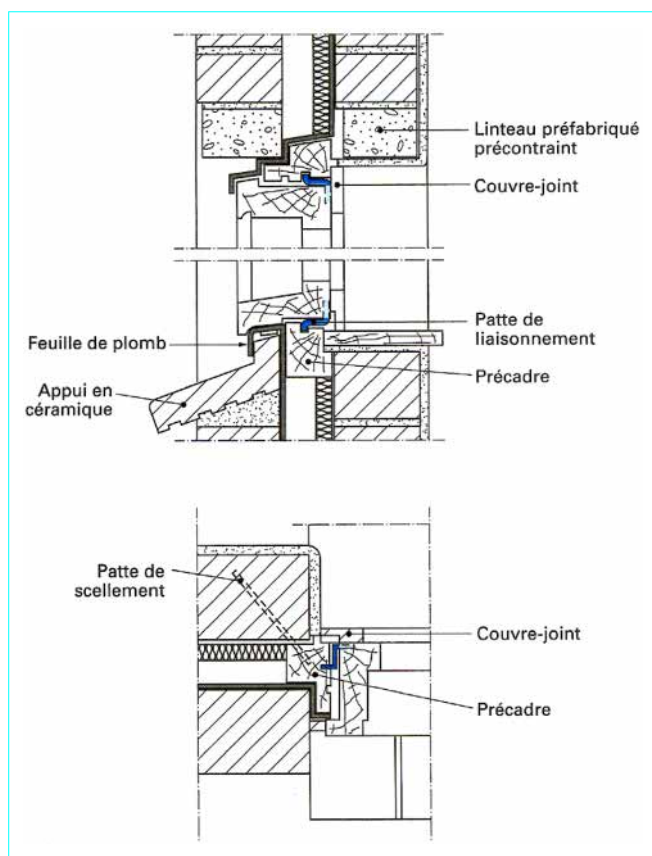 Linteau préfabriqué
précontraint
Couvre-joint
Feuille de plomb
Patte de
liaisonnement
Appui en
céramique
Précadre
Patte de
scellement
Couvre-joint
Précadre